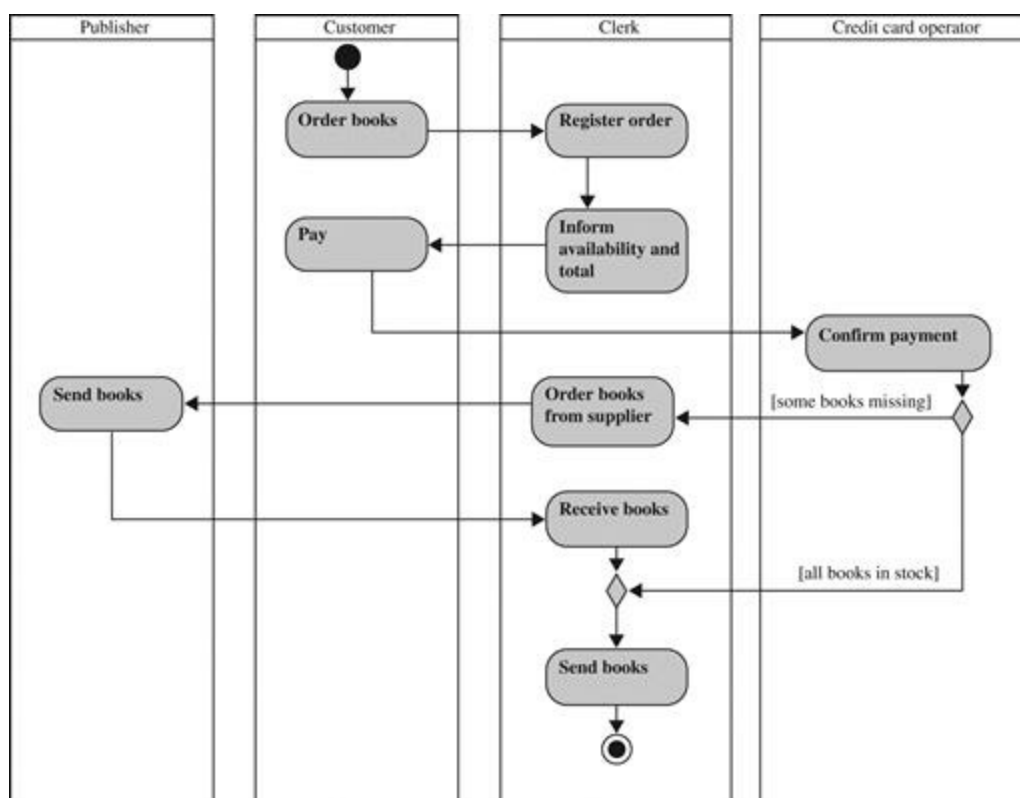 Publisher
Customer
Clerk
Credit card operator
Order books
Register order
Pay
Inform
availability and
total
Confirm payment
Send books
Order books
from supplier
[some books missing]
Receive books
[all books in stock]
Send books